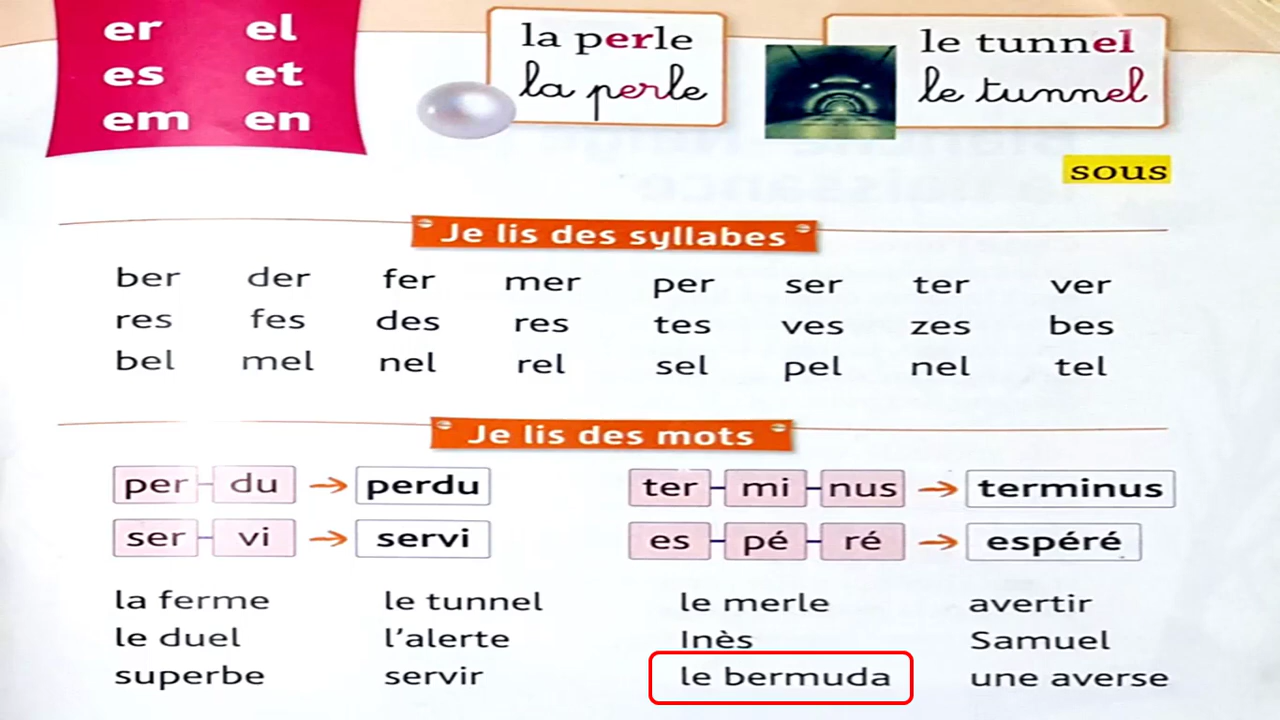 er el
es et
em en
la perle
la perle
le tunnel
le tunnel
sous
Je lis des syllabes
ber der fer mer per ser ter ver
res fes des res tes ves zes bes
bel mel nel rel sel pel nel tel
Je lis des mots
per - du → perdu ter - mi - nus → terminus
ser - vi → servi es - pé - ré → espéré
la ferme le tunnel le merle avertir
le duel l'alerte Inès Samuel
superbe servir le bermuda une averse